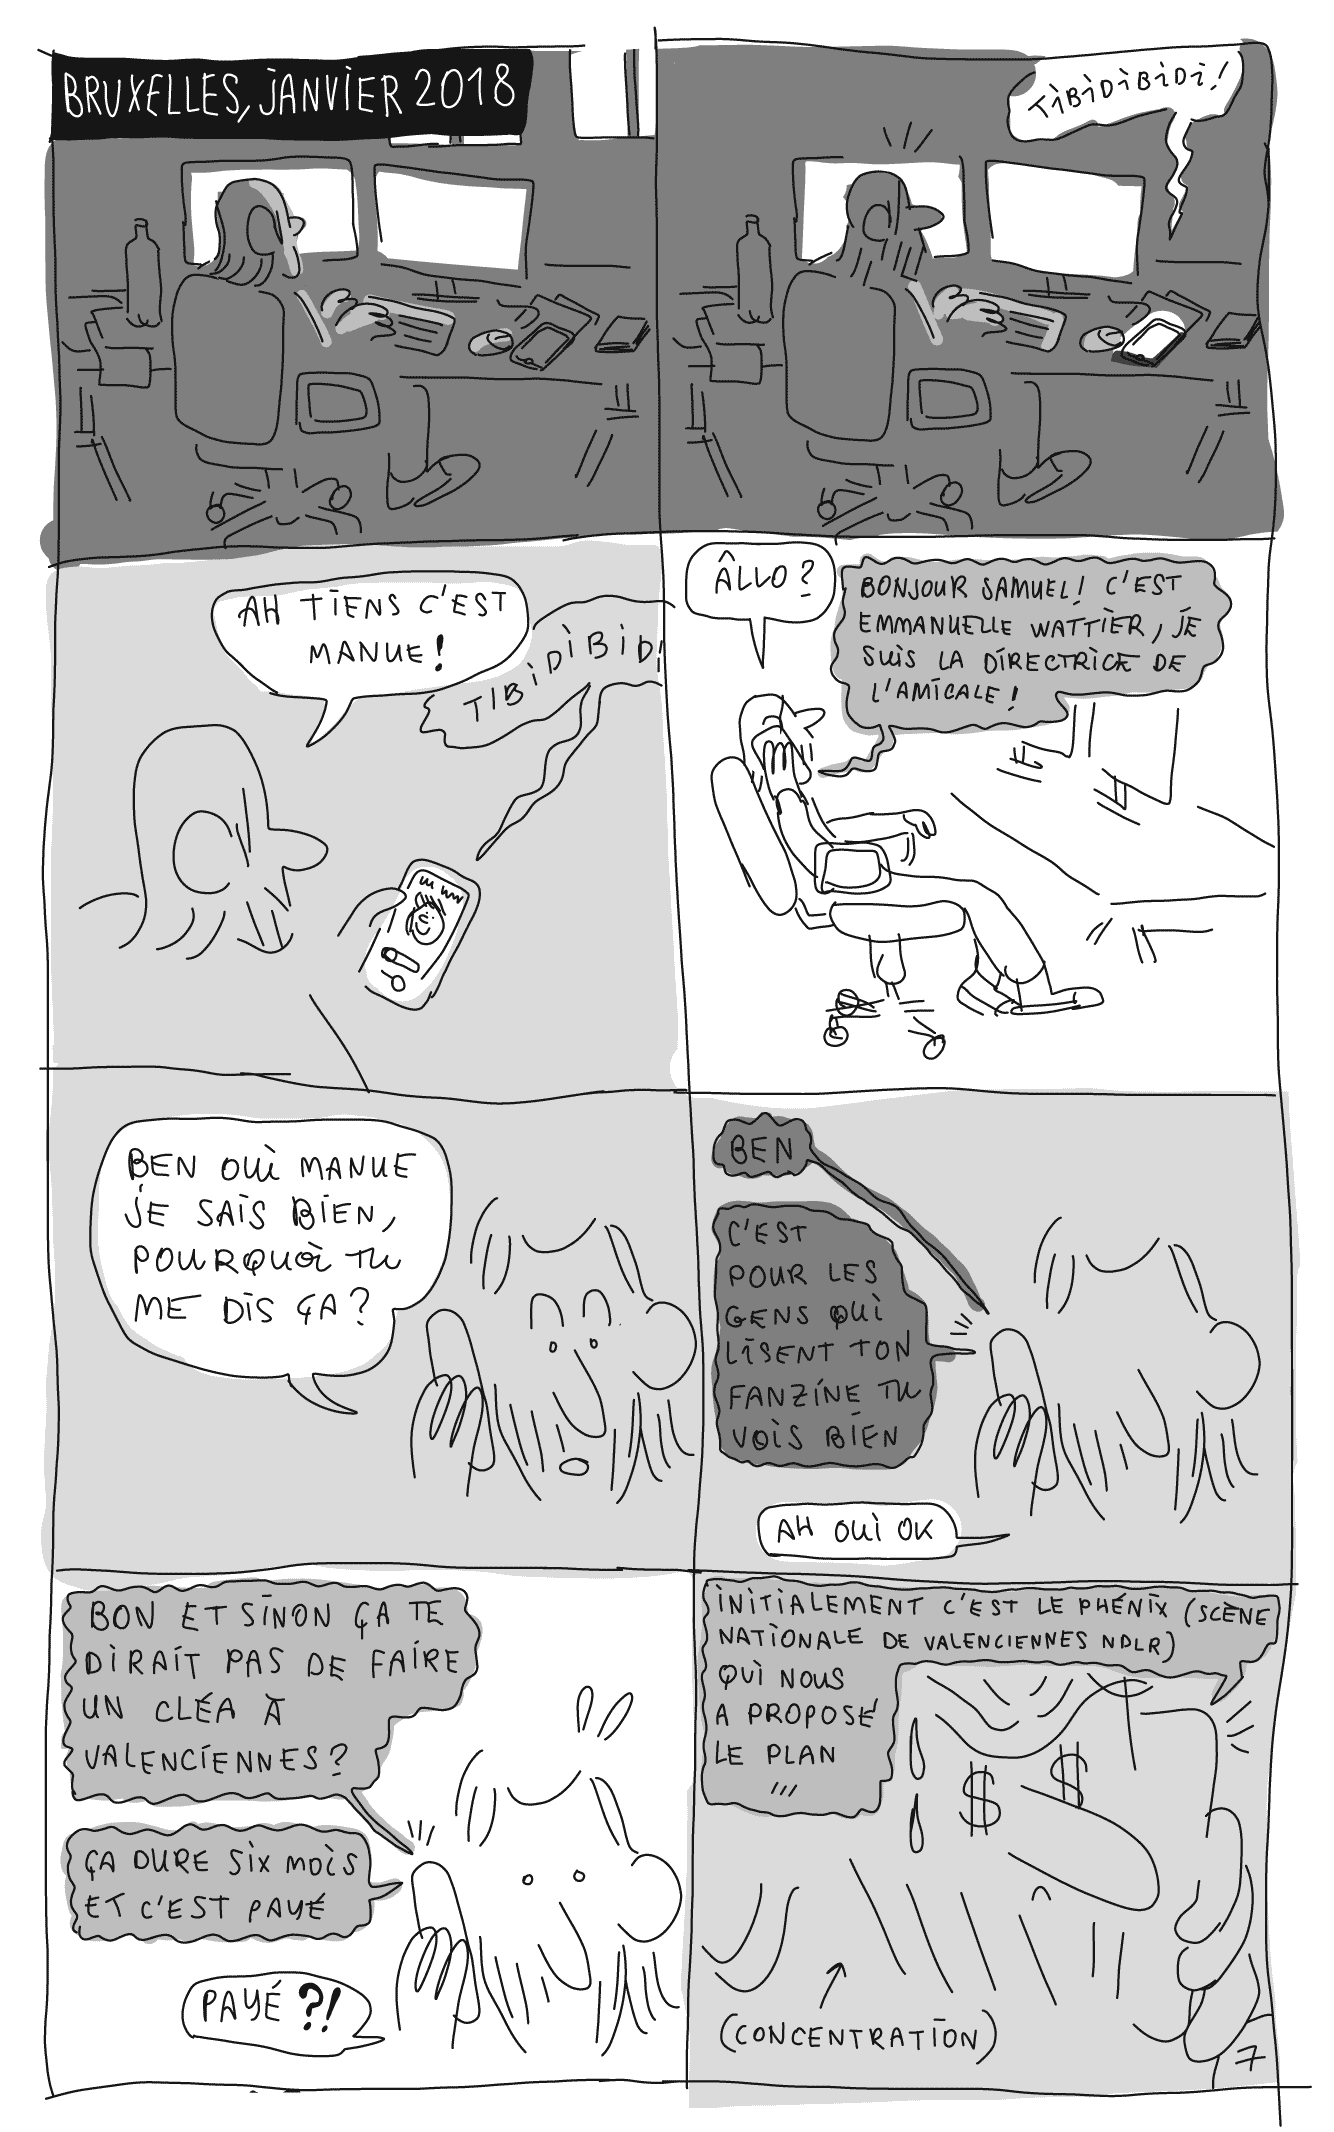 BRUXELLES, JANVIER 2018
TIBIDIBIDI!
AH TIENS C'EST
MANUE!
TIBIDIBID!
ÂLLO?
BONJOUR SAMUEL! C'EST
EMMANUELLE WATTIER, JE
SUIS LA DIRECTRICE DE
L'AMICALE!
BEN OUI MANUE
JE SAIS BIEN,
POURQUOI TU
ME DIS ÇA?
BEN
C'EST
POUR LES
GENS QUI
LISENT TON
FANZINE TU
VOIS BIEN
AH OUI OK
BON ET SINON ÇA TE
DIRAIT PAS DE FAIRE
UN CLÉA À
VALENCIENNES?
ÇA DURE SIX MOIS
ET C'EST PAYÉ
PAYÉ ?!
INITIALEMENT C'EST LE PHÉNIX (SCÈNE
NATIONALE DE VALENCIENNES NDLR)
QUI NOUS
A PROPOSÉ
LE PLAN
,,,
$ $
(CONCENTRATION)
7